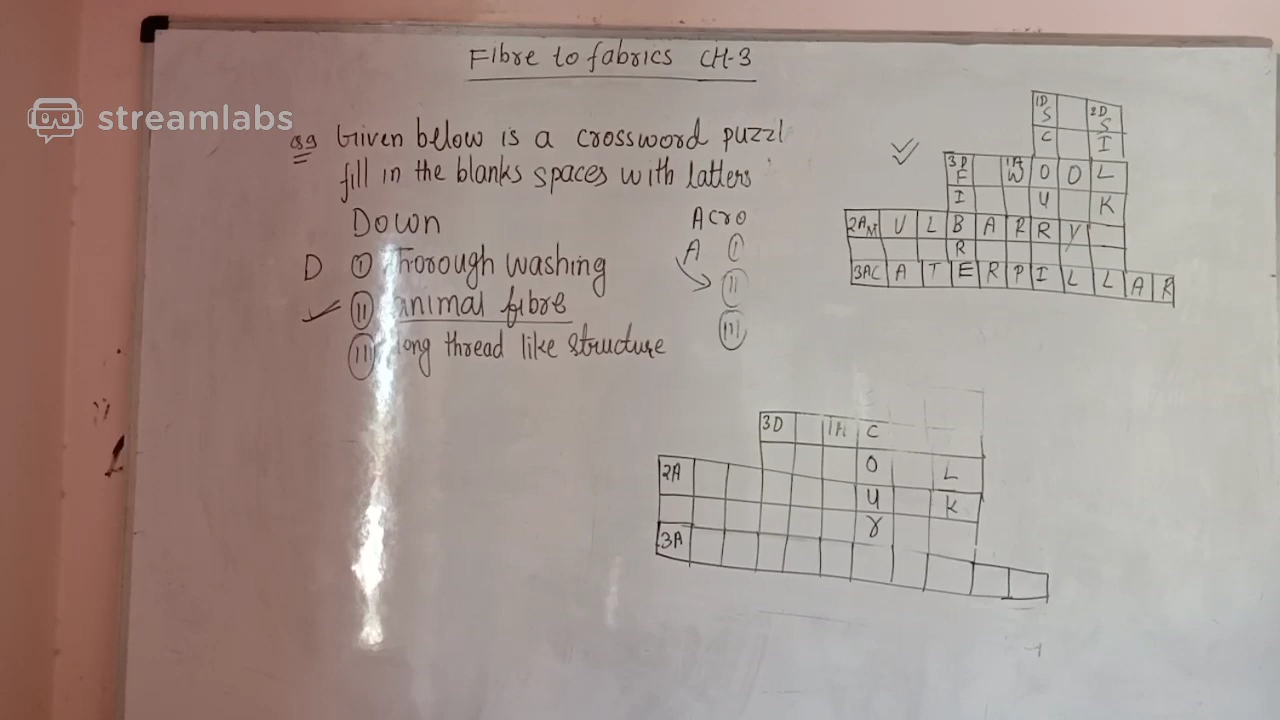 Fibre to fabrics CH-3
streamlabs
Q9 Given below is a crossword puzzl
fill in the blanks spaces with latters
Down
Acro
D (I) Thorough washing
A (I)
(II) animal fibre
(II)
(III) long thread like structure
(III)
1D S 2D S
C I
3D F 1A W O O L
I U K
2A M U L B A R R Y
R
3A C A T E R P I L L A R
3D 1A C
O L
2A U K
r
3A